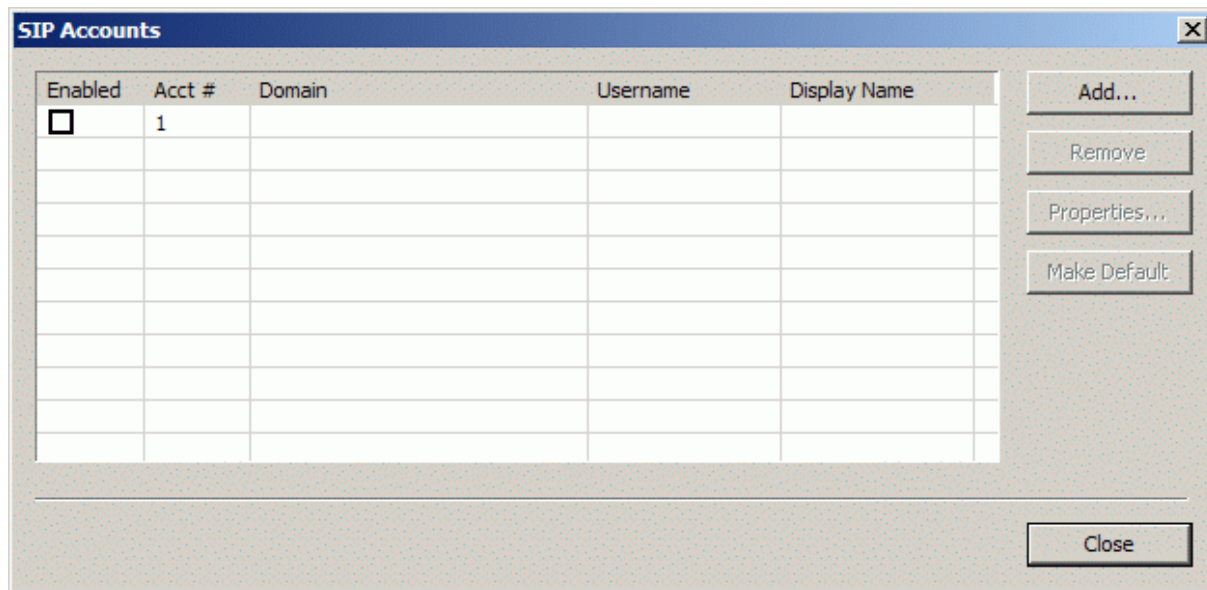 SIP Accounts
Enabled Acct # Domain Username Display Name
1
Add...
Remove
Properties...
Make Default
Close